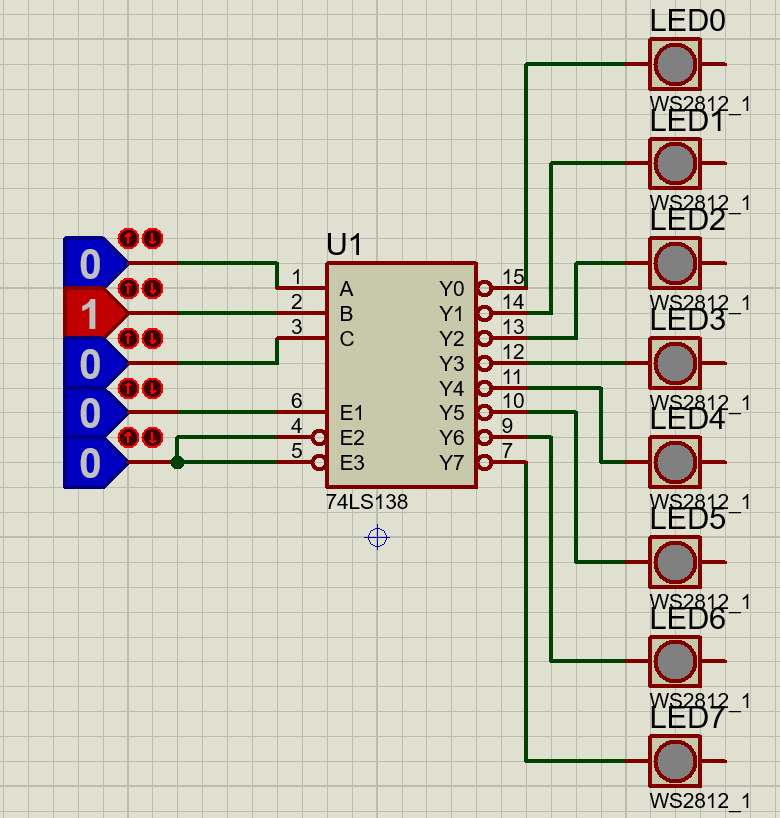 LED0
WS2812_1
LED1
WS2812_1
LED2
WS2812_1
LED3
WS2812_1
LED4
WS2812_1
LED5
WS2812_1
LED6
WS2812_1
LED7
WS2812_1
0
1
0
0
0
U1
1 A Y0 15
2 B Y1 14
3 C Y2 13
Y3 12
Y4 11
6 E1 Y5 10
4 E2 Y6 9
5 E3 Y7 7
74LS138